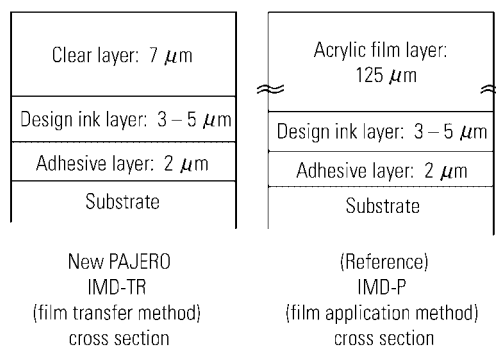 Clear layer: 7 μm
Design ink layer: 3 – 5 μm
Adhesive layer: 2 μm
Substrate
New PAJERO
IMD-TR
(film transfer method)
cross section
Acrylic film layer:
125 μm
Design ink layer: 3 – 5 μm
Adhesive layer: 2 μm
Substrate
(Reference)
IMD-P
(film application method)
cross section